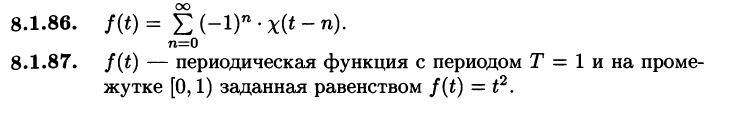 8.1.86. f(t) = ∑_{n=0}^{∞} (−1)ⁿ · χ(t − n).
8.1.87. f(t) — периодическая функция с периодом T = 1 и на проме-
жутке [0, 1) заданная равенством f(t) = t².